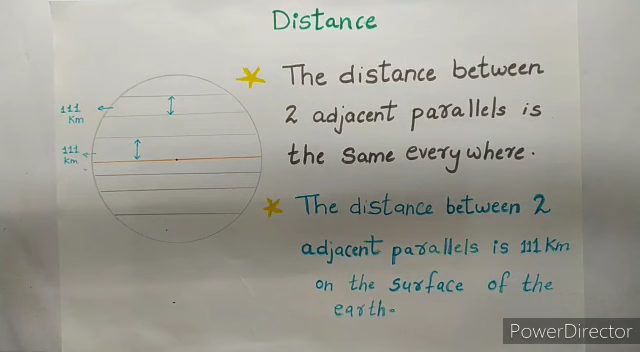 Distance
The distance between
2 adjacent parallels is
the same everywhere.
111
Km
111
km
The distance between 2
adjacent parallels is 111 Km
on the surface of the
earth.
PowerDirector